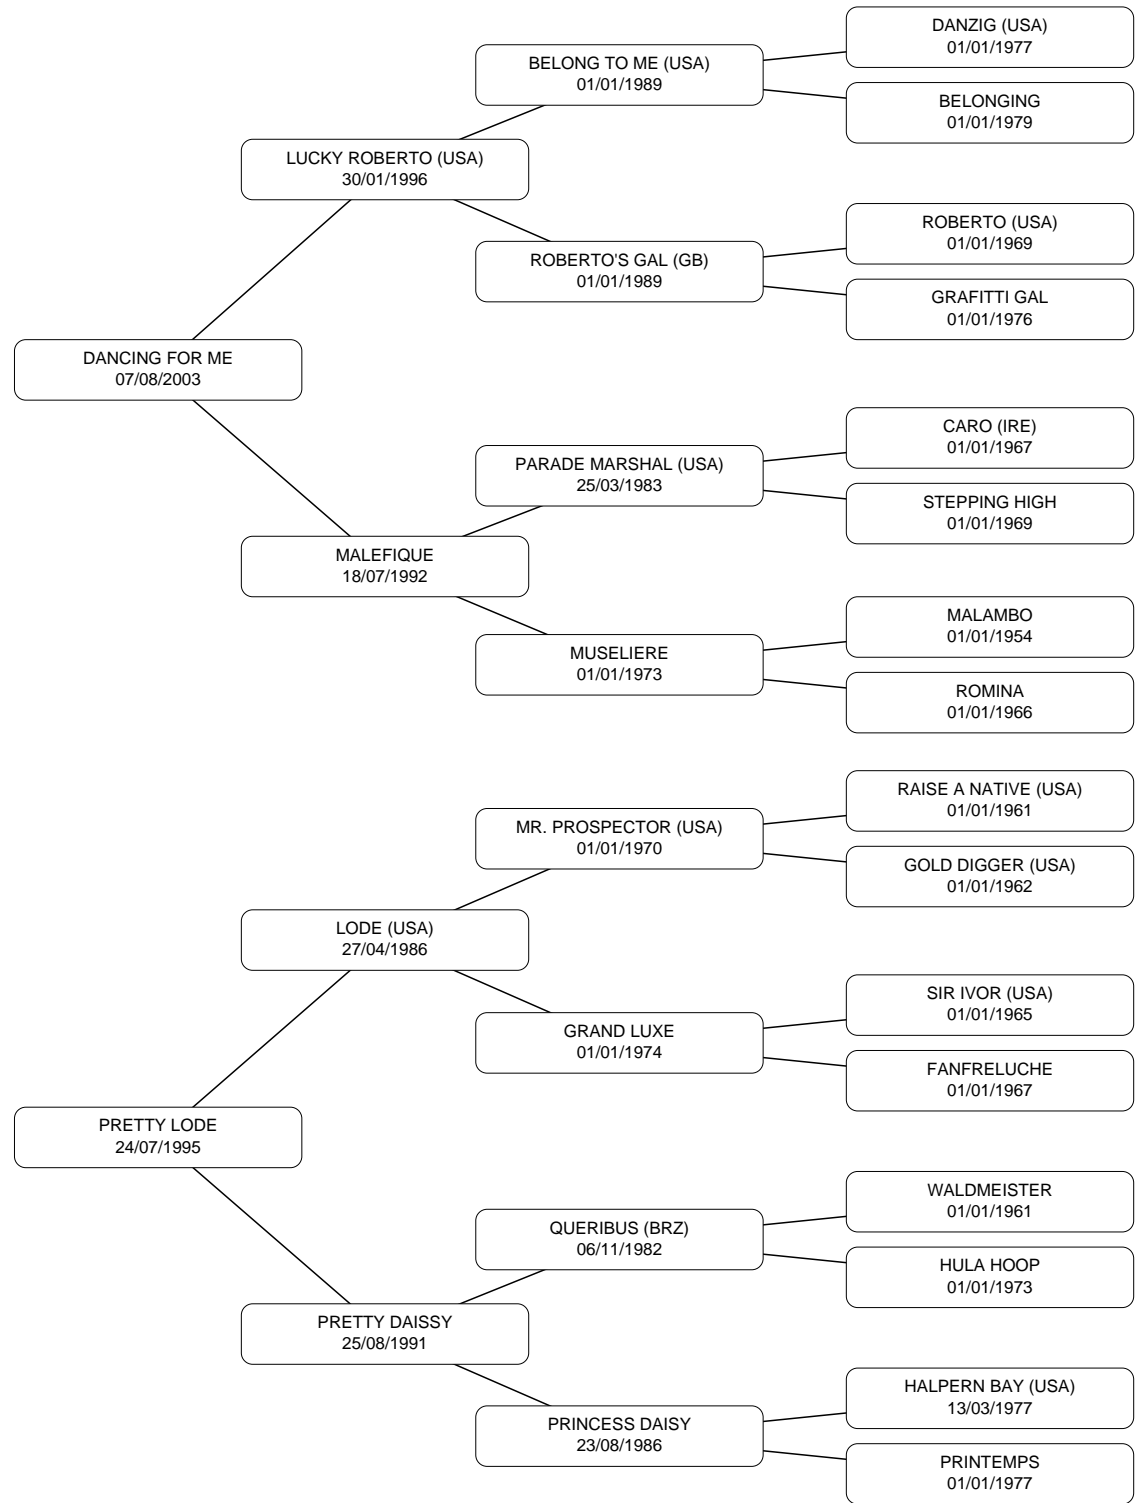 DANZIG (USA)
01/01/1977
BELONG TO ME (USA)
01/01/1989
BELONGING
01/01/1979
LUCKY ROBERTO (USA)
30/01/1996
ROBERTO (USA)
01/01/1969
ROBERTO'S GAL (GB)
01/01/1989
GRAFITTI GAL
01/01/1976
DANCING FOR ME
07/08/2003
CARO (IRE)
01/01/1967
PARADE MARSHAL (USA)
25/03/1983
STEPPING HIGH
01/01/1969
MALEFIQUE
18/07/1992
MALAMBO
01/01/1954
MUSELIERE
01/01/1973
ROMINA
01/01/1966
RAISE A NATIVE (USA)
01/01/1961
MR. PROSPECTOR (USA)
01/01/1970
GOLD DIGGER (USA)
01/01/1962
LODE (USA)
27/04/1986
SIR IVOR (USA)
01/01/1965
GRAND LUXE
01/01/1974
FANFRELUCHE
01/01/1967
PRETTY LODE
24/07/1995
WALDMEISTER
01/01/1961
QUERIBUS (BRZ)
06/11/1982
HULA HOOP
01/01/1973
PRETTY DAISSY
25/08/1991
HALPERN BAY (USA)
13/03/1977
PRINCESS DAISY
23/08/1986
PRINTEMPS
01/01/1977